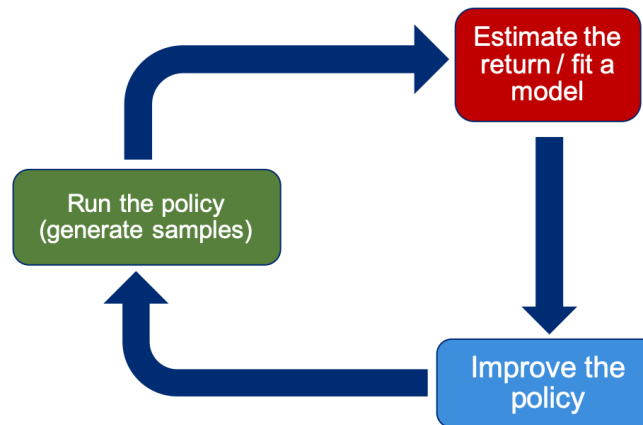 Estimate the
return / fit a
model
Run the policy
(generate samples)
Improve the
policy